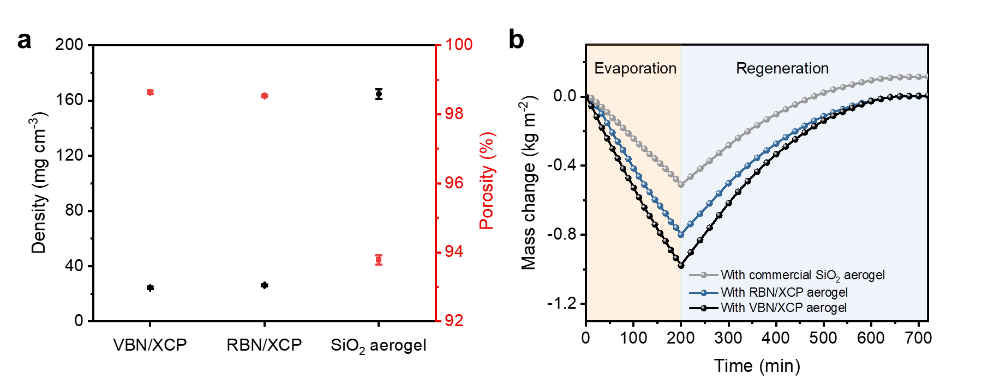 a
200
160
120
80
40
0
Density (mg cm⁻³)
100
98
96
94
92
Porosity (%)
VBN/XCP
RBN/XCP
SiO₂ aerogel
b
Evaporation
Regeneration
0.0
-0.4
-0.8
-1.2
Mass change (kg m⁻²)
With commercial SiO₂ aerogel
With RBN/XCP aerogel
With VBN/XCP aerogel
0 100 200 300 400 500 600 700
Time (min)